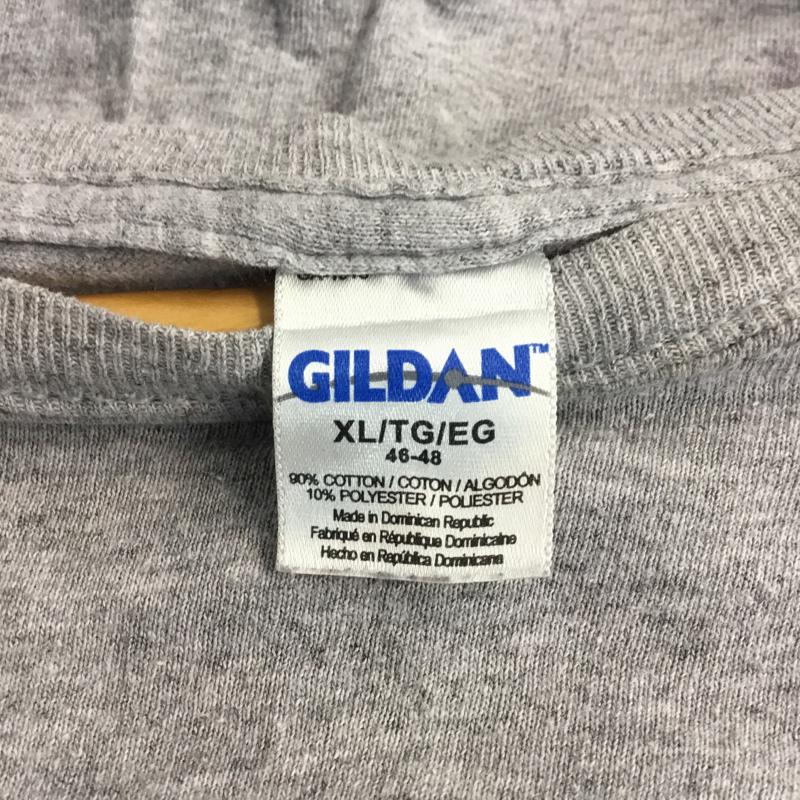 GILDAN™
XL/TG/EG
46-48
90% COTTON / COTON / ALGODÓN
10% POLYESTER / POLIESTER
Made in Dominican Republic
Fabriqué en République Dominicaine
Hecho en República Dominicana